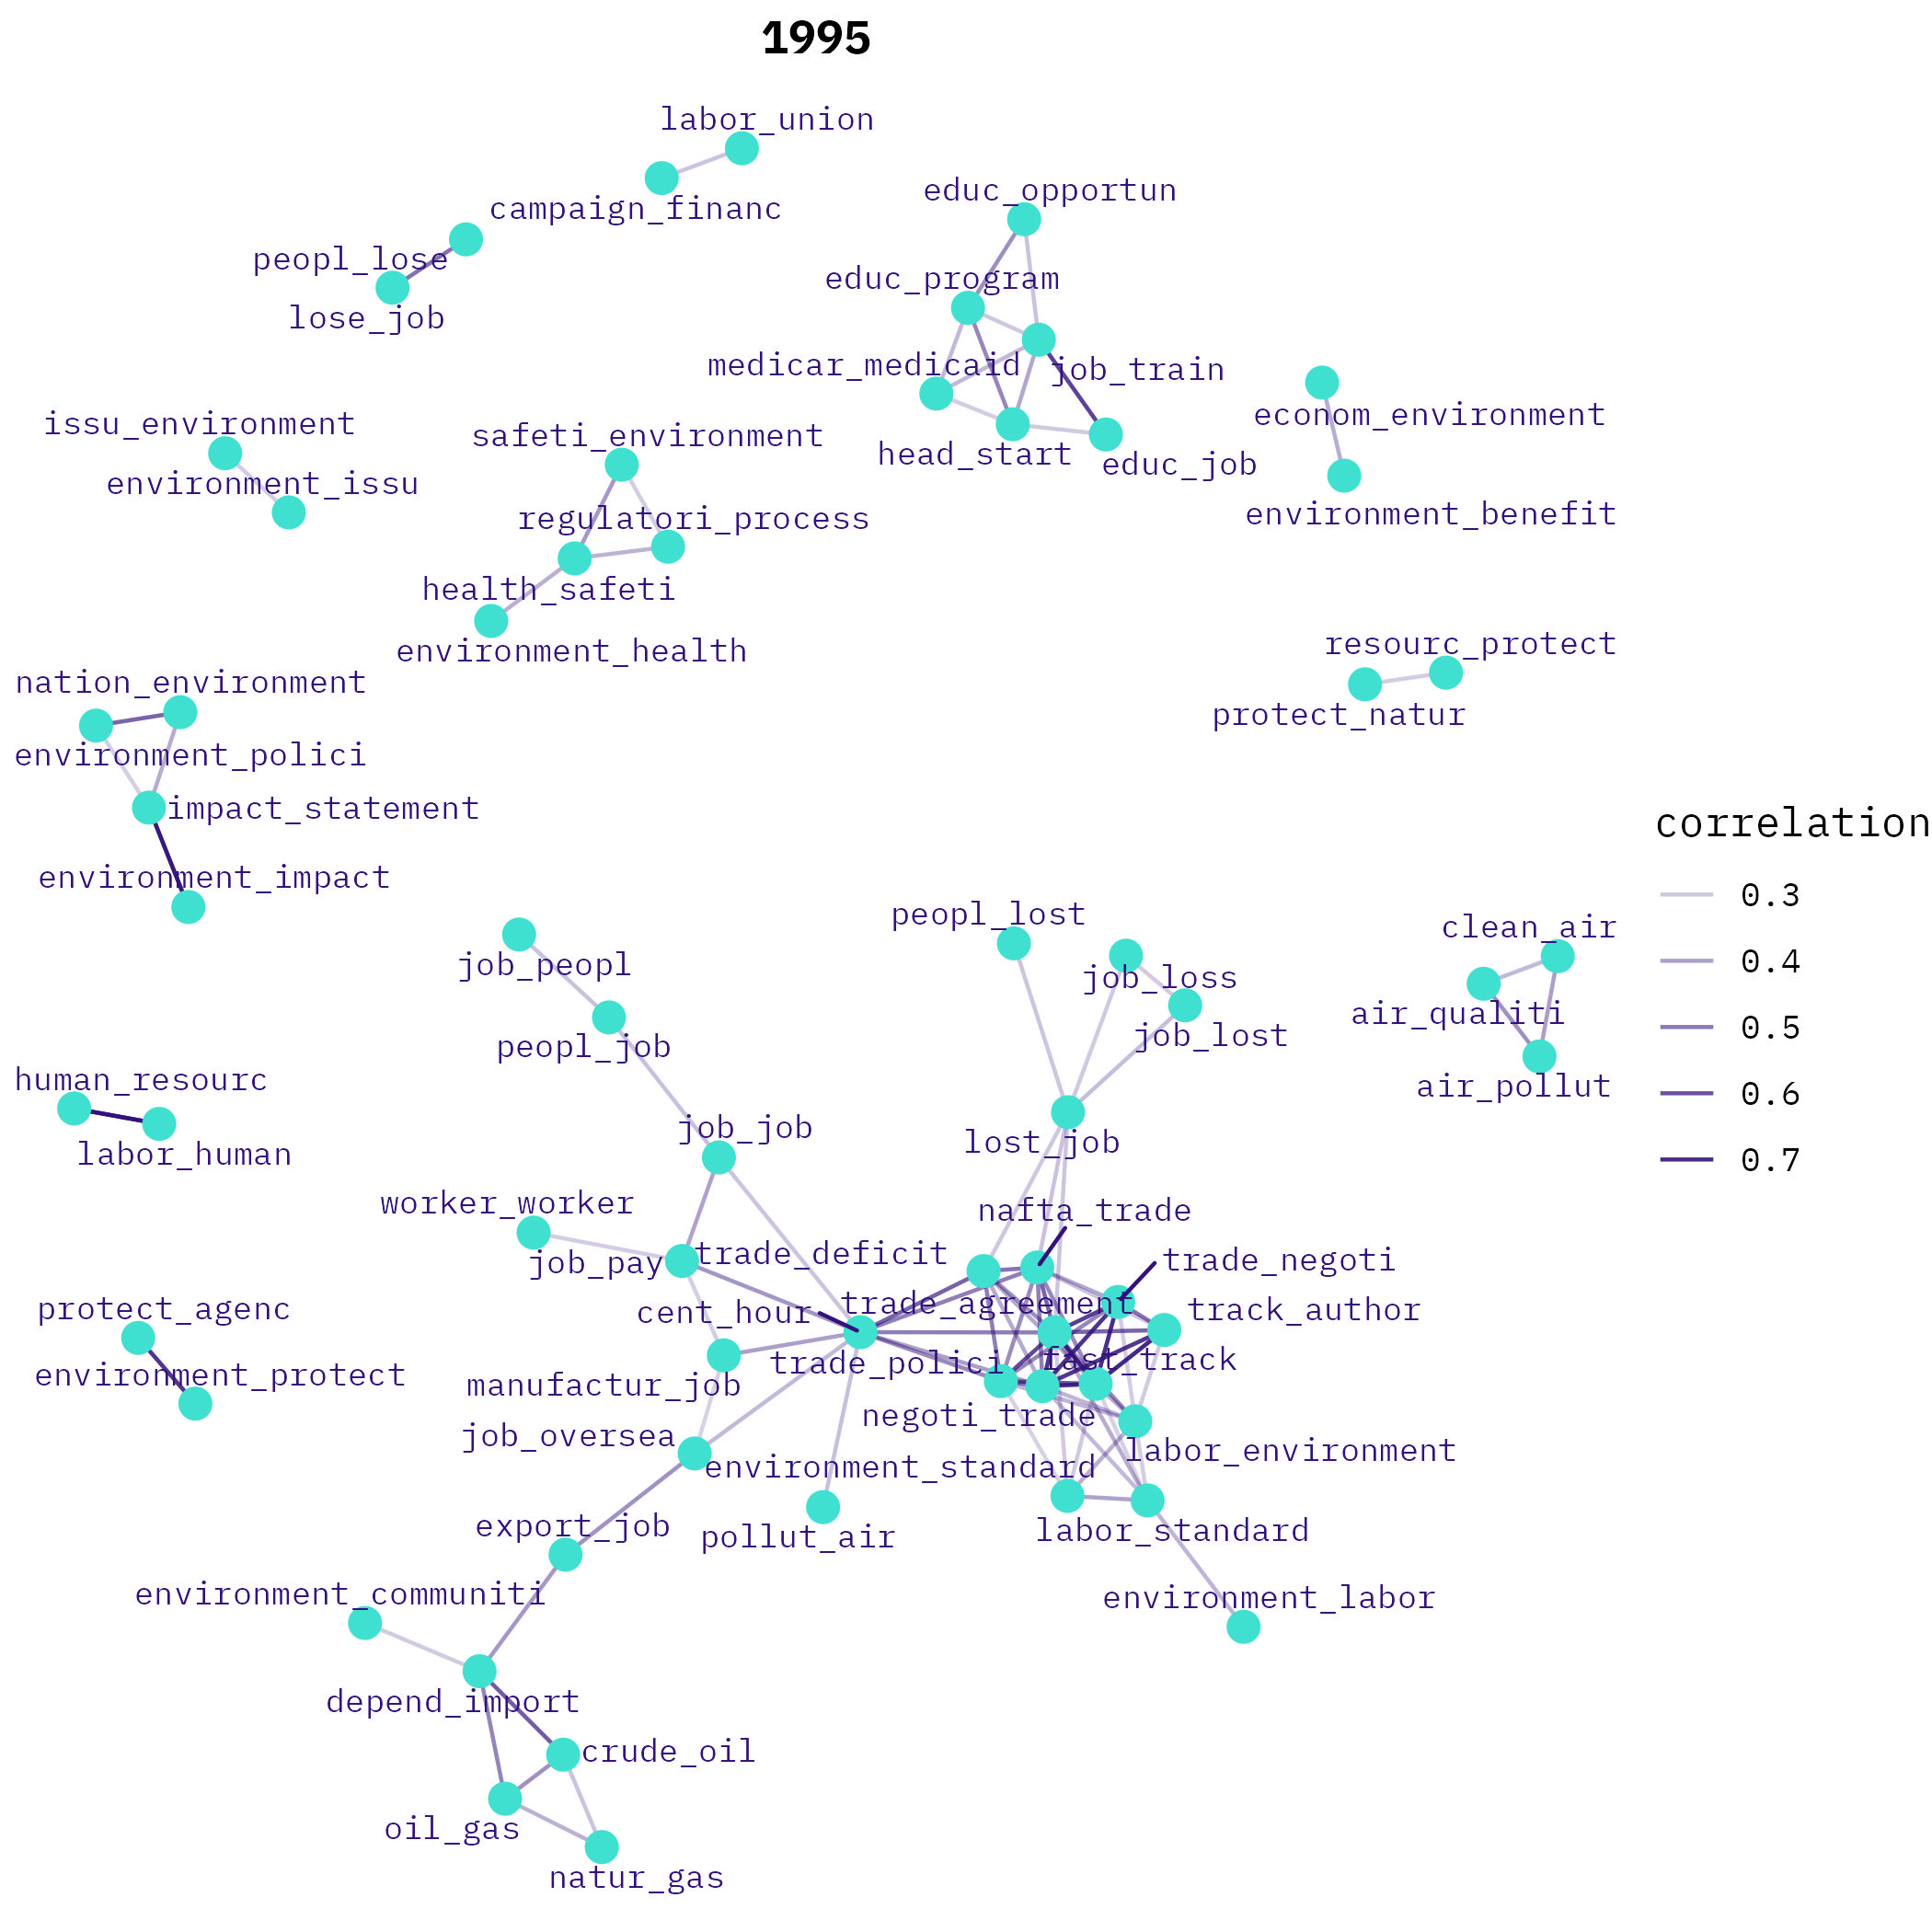 1995
labor_union
campaign_financ
educ_opportun
peopl_lose
educ_program
lose_job
medicar_medicaid
job_train
issu_environment
safeti_environment
econom_environment
head_start
educ_job
environment_issu
regulatori_process
environment_benefit
health_safeti
environment_health
resourc_protect
nation_environment
protect_natur
environment_polici
impact_statement
correlation
environment_impact
0.3
peopl_lost
clean_air
job_peopl
job_loss
0.4
air_qualiti
0.5
peopl_job
job_lost
human_resourc
air_pollut
0.6
job_job
lost_job
labor_human
0.7
worker_worker
nafta_trade
job_pay
trade_deficit
trade_negoti
protect_agenc
cent_hour
trade_agreement
track_author
environment_protect
trade_polici
fast_track
manufactur_job
negoti_trade
job_oversea
labor_environment
environment_standard
export_job
pollut_air
labor_standard
environment_communiti
environment_labor
depend_import
crude_oil
oil_gas
natur_gas